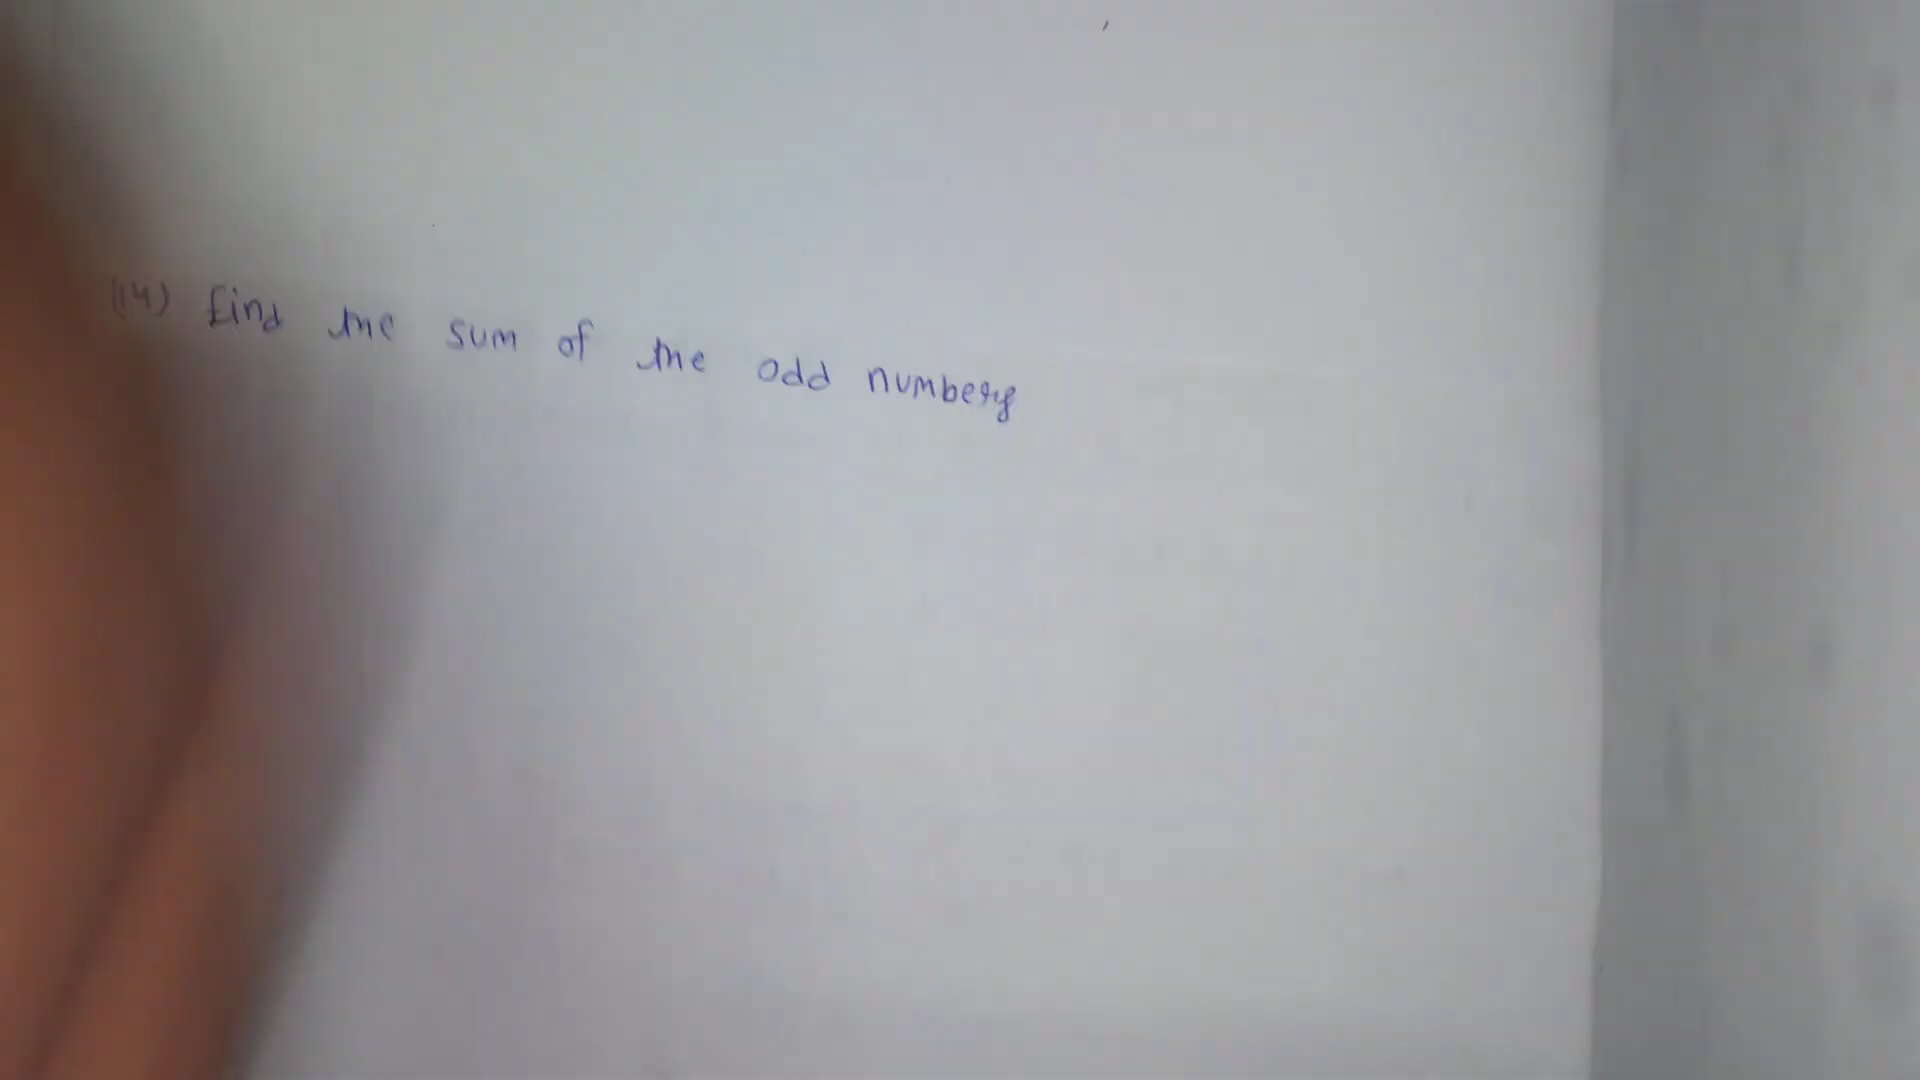 (14) find the sum of the odd numbers